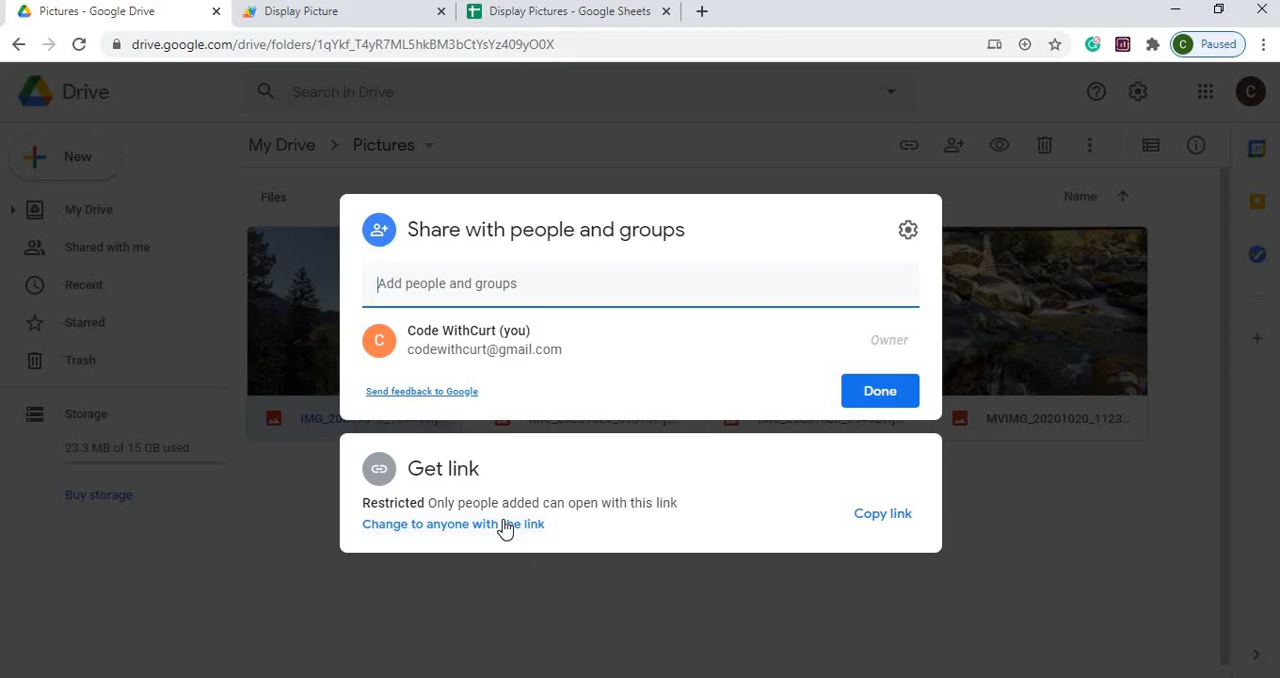 Pictures - Google Drive
Display Picture
Display Pictures - Google Sheets
drive.google.com/drive/folders/1qYkf_T4yR7ML5hkBM3bCtYsYz409yO0X
C
Paused
Drive
Search in Drive
C
New
My Drive
Pictures
My Drive
Shared with me
Recent
Starred
Trash
Storage
23.3 MB of 15 GB used
Buy storage
Files
Name
MVIMG_20201020_1123...
Share with people and groups
Add people and groups
C
Code WithCurt (you)
codewithcurt@gmail.com
Owner
Send feedback to Google
Done
Get link
Restricted Only people added can open with this link
Change to anyone with the link
Copy link